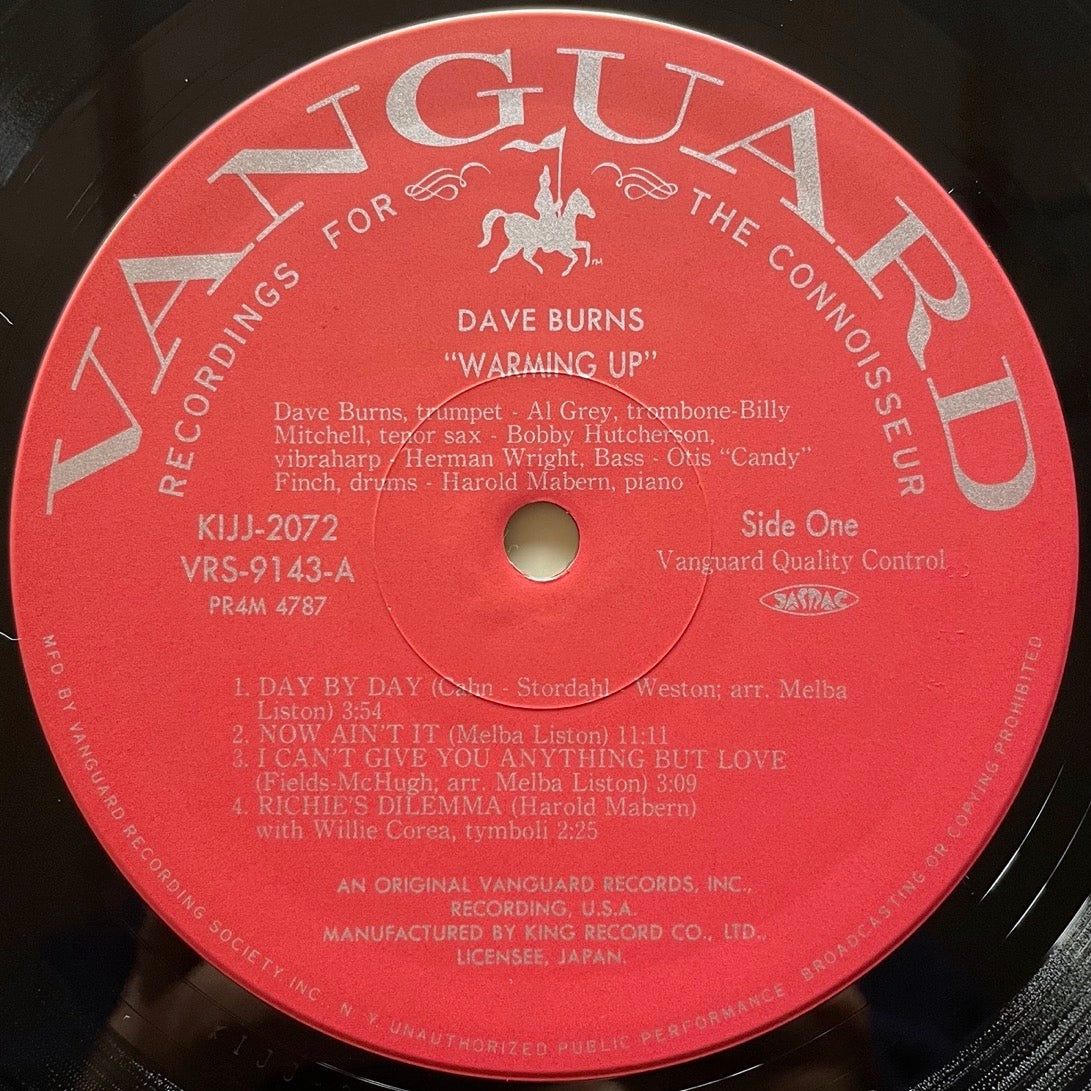 VANGUARD
RECORDINGS FOR THE CONNOISSEUR
TM
DAVE BURNS
“WARMING UP”
Dave Burns, trumpet - Al Grey, trombone-Billy
Mitchell, tenor sax - Bobby Hutcherson,
vibraharp - Herman Wright, Bass - Otis “Candy”
Finch, drums - Harold Mabern, piano
KIJJ-2072
VRS-9143-A
PR4M 4787
Side One
Vanguard Quality Control
JASRAC
1. DAY BY DAY (Cahn - Stordahl - Weston; arr. Melba
Liston) 3:54
2. NOW AIN'T IT (Melba Liston) 11:11
3. I CAN'T GIVE YOU ANYTHING BUT LOVE
(Fields-McHugh; arr. Melba Liston) 3:09
4. RICHIE'S DILEMMA (Harold Mabern)
with Willie Corea, tymboli 2:25
AN ORIGINAL VANGUARD RECORDS, INC.,
RECORDING, U.S.A.
MANUFACTURED BY KING RECORD CO., LTD.,
LICENSEE, JAPAN.
MFD BY VANGUARD RECORDING SOCIETY INC. N. Y. UNAUTHORIZED PUBLIC PERFORMANCE, BROADCASTING OR COPYING PROHIBITED